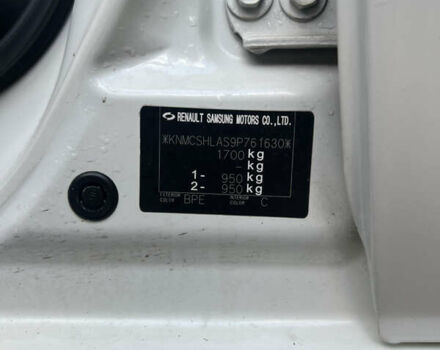 RENAULT SAMSUNG MOTORS CO.,LTD.
*KNMCSHLAS9P761630*
1700 kg
- kg
1- 950 kg
2- 950 kg
EXTERIOR COLOR BPE INTERIOR COLOR C